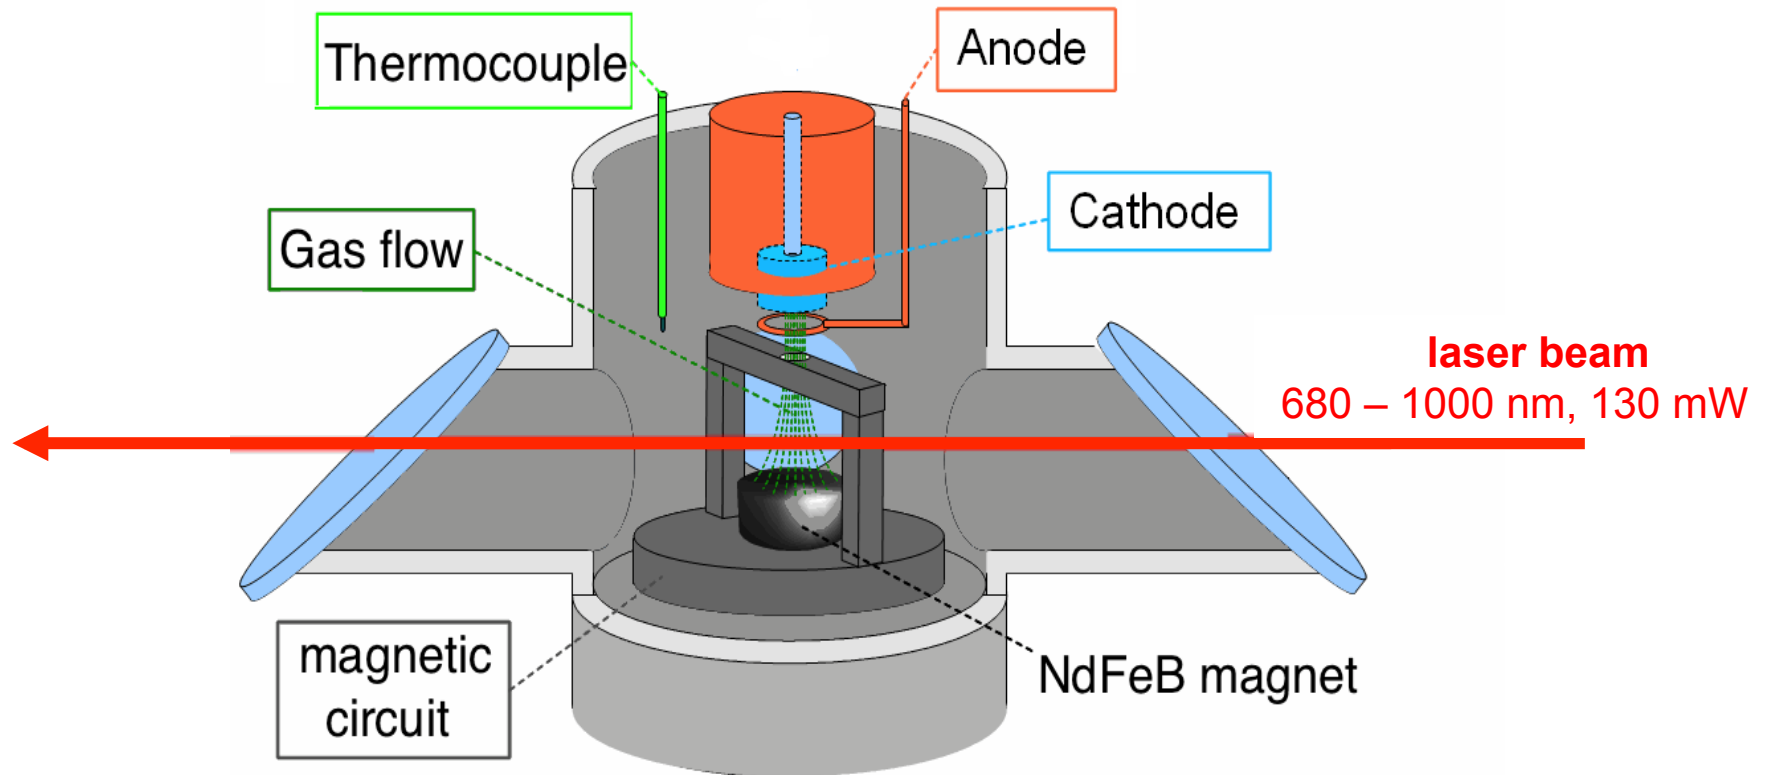 Thermocouple
Anode
Cathode
Gas flow
laser beam
680 – 1000 nm, 130 mW
magnetic
circuit
NdFeB magnet